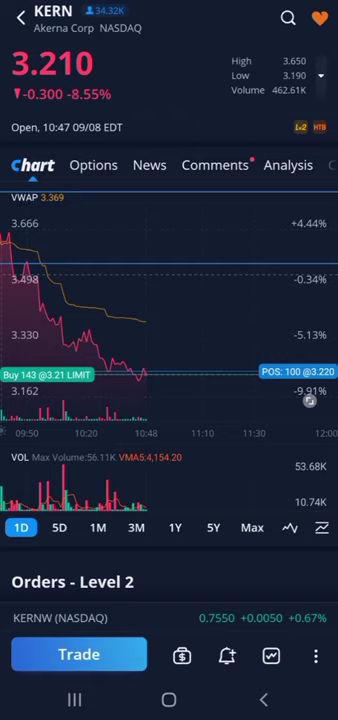 KERN 34.32K
Akerna Corp NASDAQ
3.210
-0.300 -8.55%
High 3.650
Low 3.190
Volume 462.61K
Open, 10:47 09/08 EDT
1×2 HTB
Chart Options News Comments Analysis
VWAP 3.369
3.666 +4.44%
3.498 -0.34%
3.330 -5.13%
Buy 143 @3.21 LIMIT POS: 100 @3.220
3.162 -9.91%
09:50 10:20 10:48 11:10 11:30 12:00
VOL Max Volume:56.11K VMA5:4,154.20
53.68K
10.74K
1D 5D 1M 3M 1Y 5Y Max
Orders - Level 2
KERNW (NASDAQ) 0.7550 +0.0050 +0.67%
Trade